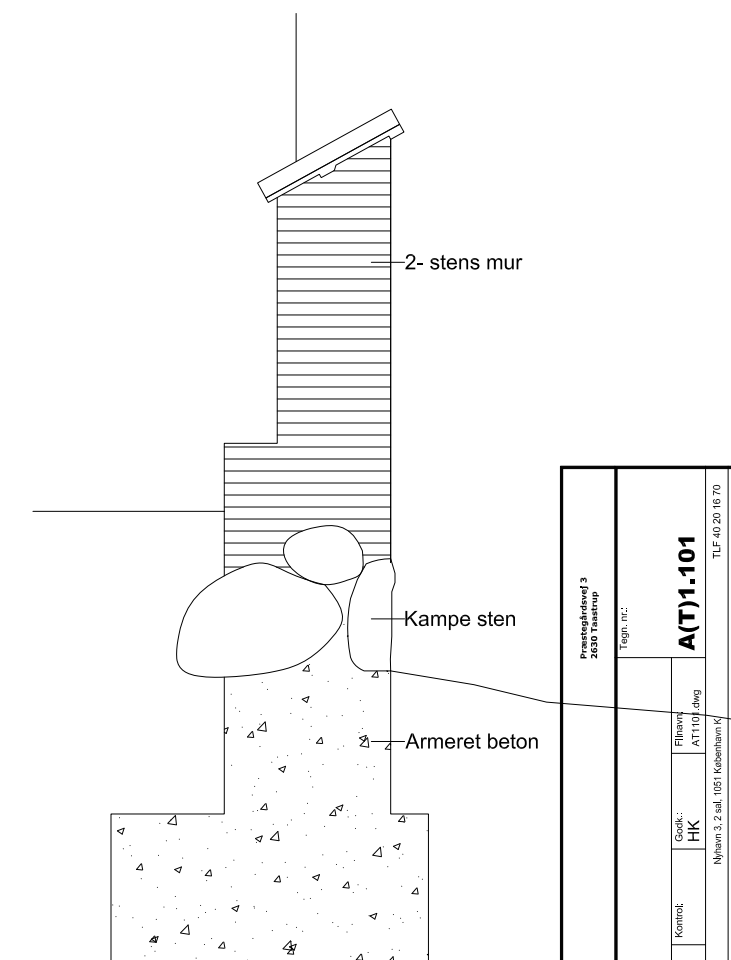 2- stens mur
Kampe sten
Armeret beton
Præstegårdsvej 3
2630 Taastrup
Tegn. nr.:
A(T)1.101
TLF 40 20 16 70
Filnavn:
AT1101.dwg
Nyhavn 3, 2 sal, 1051 København K
Godk.:
HK
Kontrol: